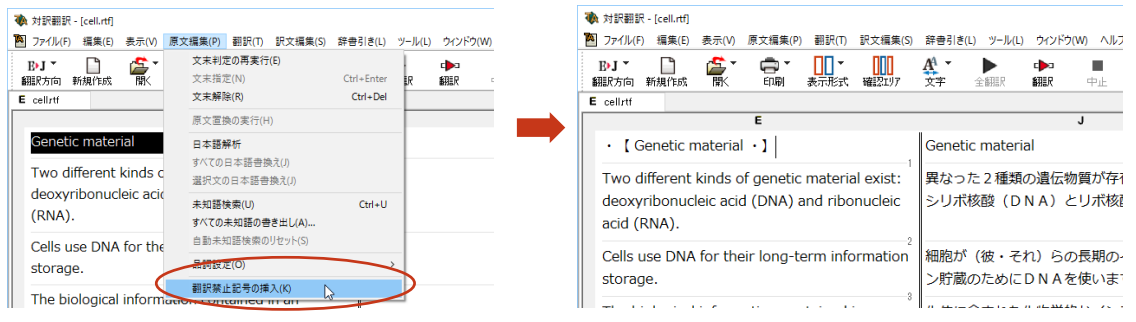 対訳翻訳 - [cell.rtf]
ファイル(F) 編集(E) 表示(V) 原文編集(P) 翻訳(T) 訳文編集(S) 辞書引き(L) ツール(L) ウィンドウ(W)
E›J
翻訳方向 新規作成 開く 翻訳
E cell.rtf
文末判定の再実行(E)
文末指定(N) Ctrl+Enter
文末解除(R) Ctrl+Del
原文置換の実行(H)
日本語解析
すべての日本語書換え(J)
選択文の日本語書換え(J)
未知語検索(U) Ctrl+U
すべての未知語の書き出し(A)...
自動未知語検索のリセット(S)
品詞設定(O)
翻訳禁止記号の挿入(K)
Genetic material
Two different kinds
deoxyribonucleic
(RNA).
Cells use DNA for the
storage.
The biological information contained in an
対訳翻訳 - [cell.rtf]
ファイル(F) 編集(E) 表示(V) 原文編集(P) 翻訳(T) 訳文編集(S) 辞書引き(L) ツール(L) ウィンドウ(W)
E›J
翻訳方向 新規作成 開く 印刷 表示形式 確認エリア 文字 全翻訳 翻訳 中止
E cell.rtf
E J
・【 Genetic material ・】 Genetic material
1
Two different kinds of genetic material exist: 異なった２種類の遺伝物質が存
deoxyribonucleic acid (DNA) and ribonucleic シリボ核酸（ＤＮＡ）とリボ核
acid (RNA).
2
Cells use DNA for their long-term information 細胞が（彼・それ）らの長期の
storage. ン貯蔵のためにＤＮＡを使います
3